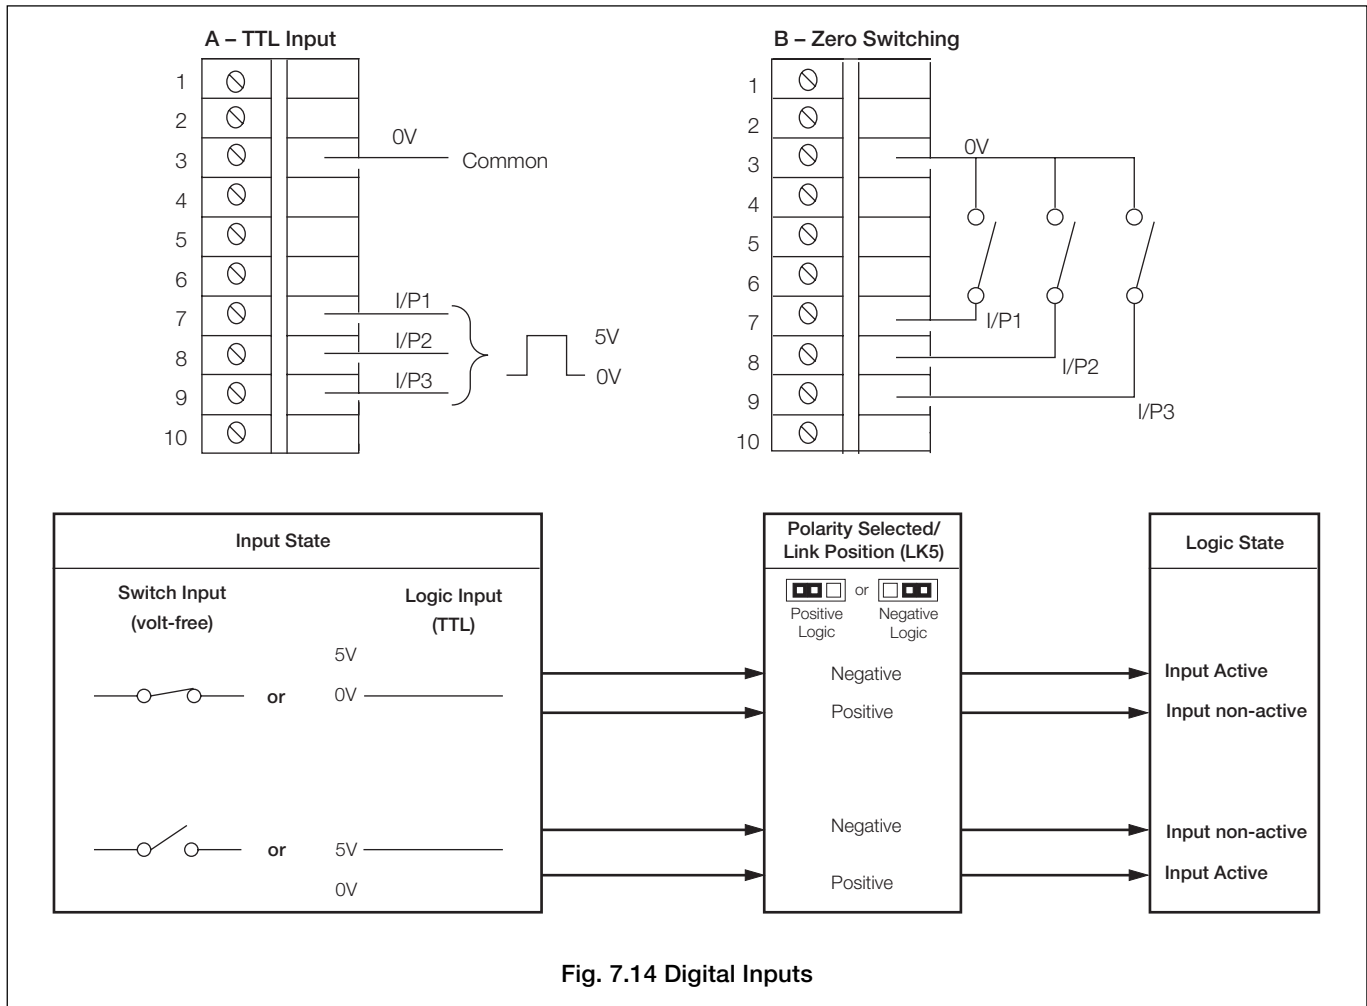 A – TTL Input
1
2
3
4
5
6
7
8
9
10
0V
Common
I/P1
I/P2
I/P3
5V
0V
B – Zero Switching
1
2
3
4
5
6
7
8
9
10
0V
I/P1
I/P2
I/P3
Input State
Switch Input
(volt-free)
Logic Input
(TTL)
5V
or
0V
or
5V
0V
Polarity Selected/
Link Position (LK5)
or
Positive
Logic
Negative
Logic
Negative
Positive
Negative
Positive
Logic State
Input Active
Input non-active
Input non-active
Input Active
Fig. 7.14 Digital Inputs